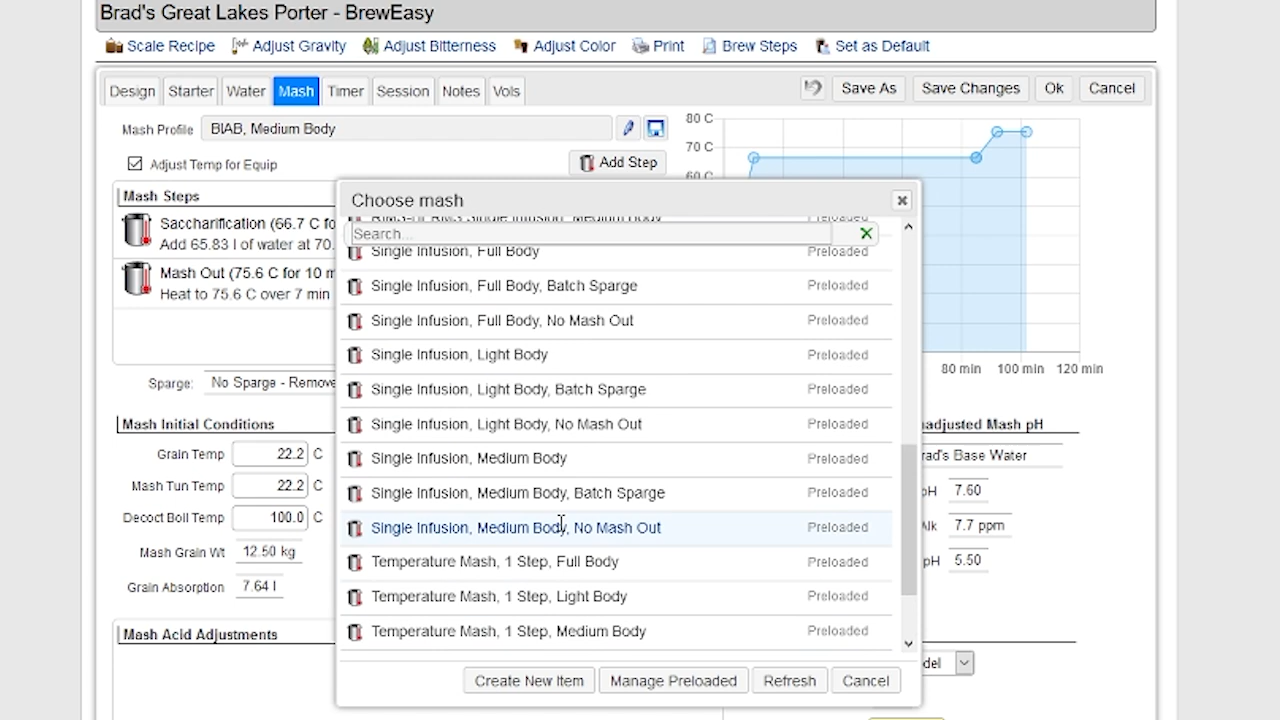 Brad's Great Lakes Porter - BrewEasy
Scale Recipe Adjust Gravity Adjust Bitterness Adjust Color Print Brew Steps Set as Default
Design Starter Water Mash Timer Session Notes Vols Save As Save Changes Ok Cancel
Mash Profile BIAB, Medium Body
Adjust Temp for Equip Add Step
80 C
70 C
60 C
Mash Steps
Saccharification (66.7 C fo
Add 65.83 l of water at 70.
Mash Out (75.6 C for 10 m
Heat to 75.6 C over 7 min
Choose mash
RIMS-HERMS Single Infusion, Medium Body Preloaded
Search...
Single Infusion, Full Body Preloaded
Single Infusion, Full Body, Batch Sparge Preloaded
Single Infusion, Full Body, No Mash Out Preloaded
Single Infusion, Light Body Preloaded
Single Infusion, Light Body, Batch Sparge Preloaded
Single Infusion, Light Body, No Mash Out Preloaded
Single Infusion, Medium Body Preloaded
Single Infusion, Medium Body, Batch Sparge Preloaded
Single Infusion, Medium Body, No Mash Out Preloaded
Temperature Mash, 1 Step, Full Body Preloaded
Temperature Mash, 1 Step, Light Body Preloaded
Temperature Mash, 1 Step, Medium Body Preloaded
Create New Item Manage Preloaded Refresh Cancel
80 min 100 min 120 min
Sparge: No Sparge - Remove
Mash Initial Conditions
Grain Temp 22.2 C
Mash Tun Temp 22.2 C
Decoct Boil Temp 100.0 C
Mash Grain Wt 12.50 kg
Grain Absorption 7.64 l
Mash Acid Adjustments
adjusted Mash pH
rad's Base Water
pH 7.60
Alk 7.7 ppm
pH 5.50
del